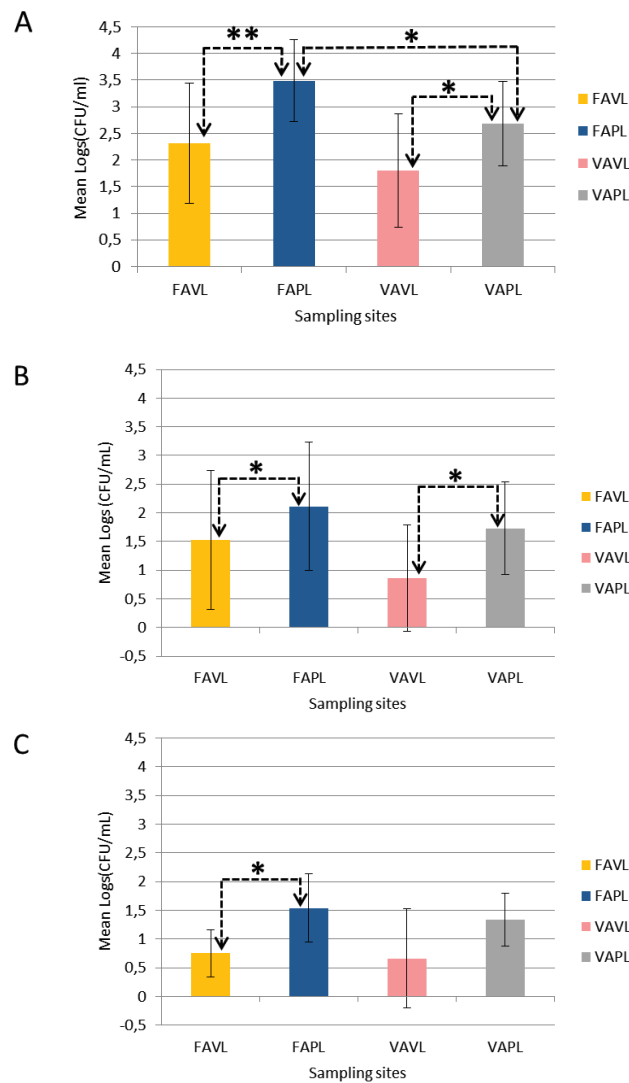 A
4,5
4
3,5
3
2,5
2
1,5
1
0,5
0
Mean Logs(CFU/ml)
** * *
FAVL FAPL VAVL VAPL
Sampling sites
FAVL
FAPL
VAVL
VAPL
B
4,5
4
3,5
3
2,5
2
1,5
1
0,5
0
-0,5
Mean Logs (CFU/mL)
* *
FAVL FAPL VAVL VAPL
Sampling sites
FAVL
FAPL
VAVL
VAPL
C
4,5
4
3,5
3
2,5
2
1,5
1
0,5
0
-0,5
Mean Logs(CFU/mL)
*
FAVL FAPL VAVL VAPL
Sampling sites
FAVL
FAPL
VAVL
VAPL